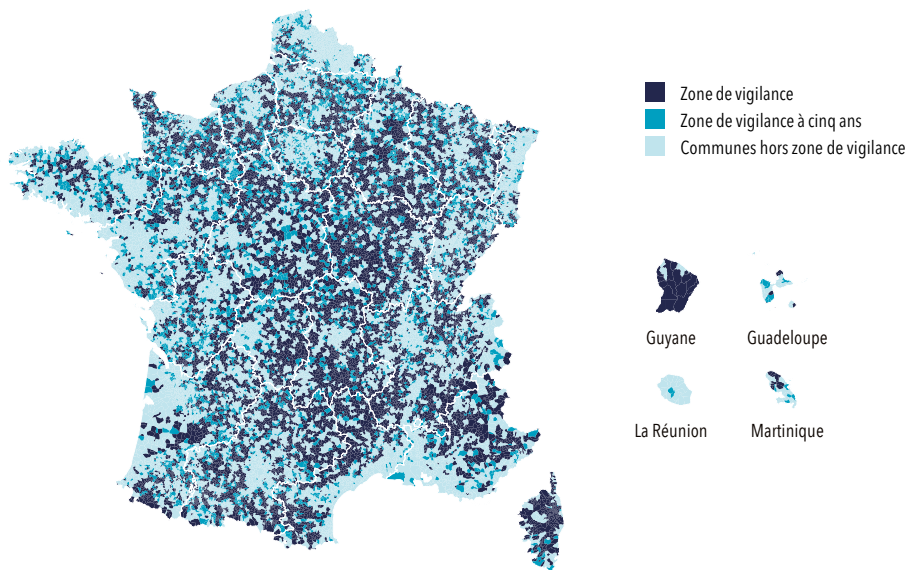 Zone de vigilance
Zone de vigilance à cinq ans
Communes hors zone de vigilance
Guyane
Guadeloupe
La Réunion
Martinique